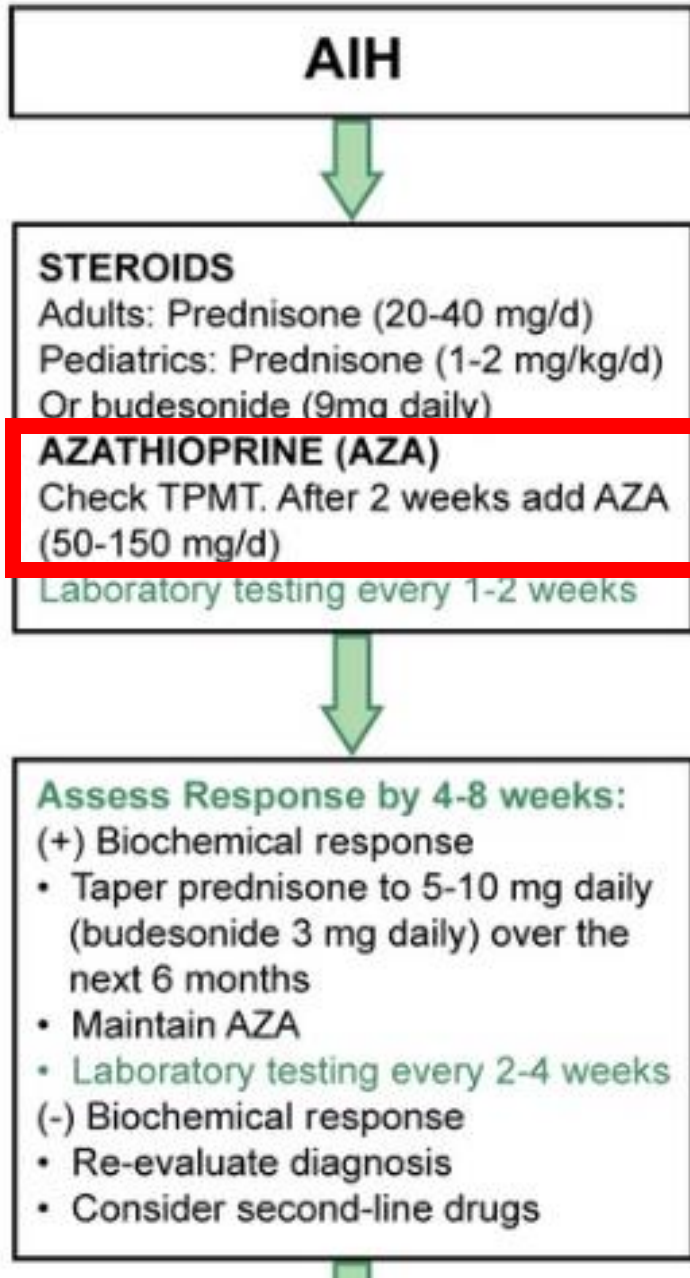 AIH
STEROIDS
Adults: Prednisone (20-40 mg/d)
Pediatrics: Prednisone (1-2 mg/kg/d)
Or budesonide (9mg daily)
AZATHIOPRINE (AZA)
Check TPMT. After 2 weeks add AZA
(50-150 mg/d)
Laboratory testing every 1-2 weeks
Assess Response by 4-8 weeks:
(+) Biochemical response
• Taper prednisone to 5-10 mg daily
(budesonide 3 mg daily) over the
next 6 months
• Maintain AZA
• Laboratory testing every 2-4 weeks
(-) Biochemical response
• Re-evaluate diagnosis
• Consider second-line drugs